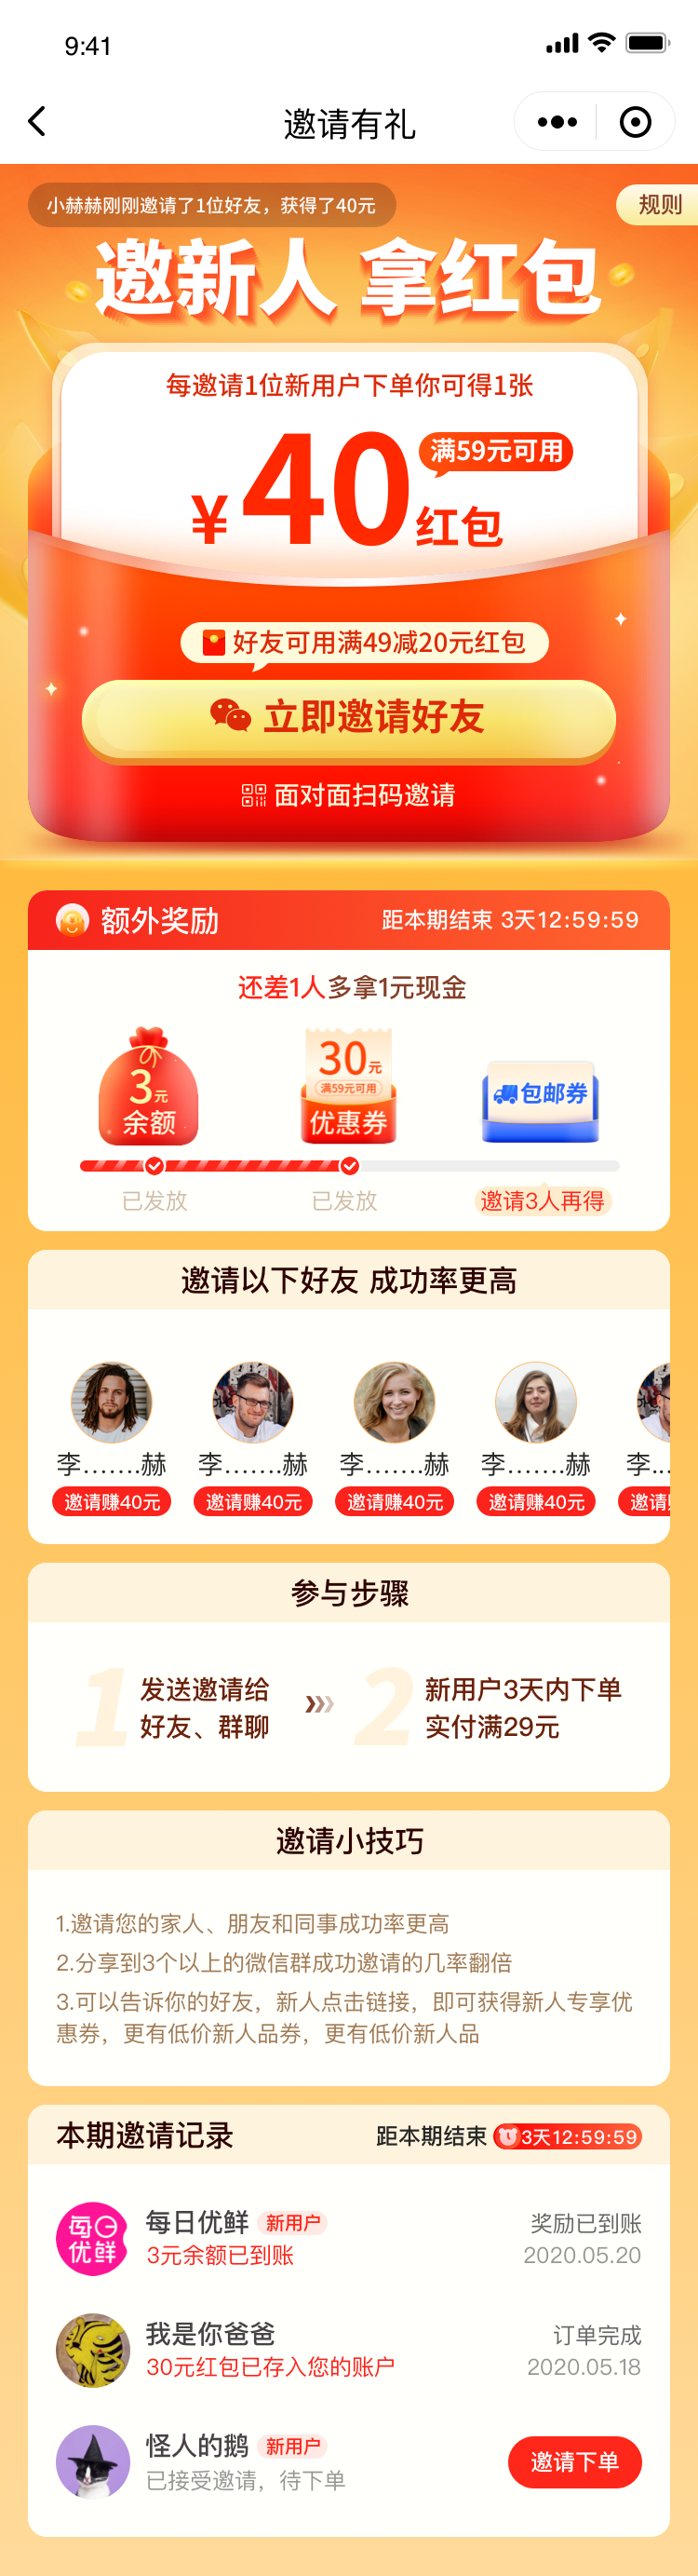 9:41
邀请有礼
小赫赫刚刚邀请了1位好友，获得了40元
规则
邀新人 拿红包
每邀请1位新用户下单你可得1张
满59元可用
¥40红包
好友可用满49减20元红包
立即邀请好友
面对面扫码邀请
额外奖励
距本期结束 3天12:59:59
还差1人多拿1元现金
3元
余额
30元
满59元可用
优惠券
包邮券
已发放
已发放
邀请3人再得
邀请以下好友 成功率更高
李.......赫
李.......赫
李.......赫
李.......赫
李...
邀请赚40元
邀请赚40元
邀请赚40元
邀请赚40元
邀请
参与步骤
1
发送邀请给
好友、群聊
2
新用户3天内下单
实付满29元
邀请小技巧
1.邀请您的家人、朋友和同事成功率更高
2.分享到3个以上的微信群成功邀请的几率翻倍
3.可以告诉你的好友，新人点击链接，即可获得新人专享优
惠券，更有低价新人品券，更有低价新人品
本期邀请记录
距本期结束
3天12:59:59
每日
优鲜
每日优鲜
新用户
3元余额已到账
奖励已到账
2020.05.20
我是你爸爸
30元红包已存入您的账户
订单完成
2020.05.18
怪人的鹅
新用户
已接受邀请，待下单
邀请下单